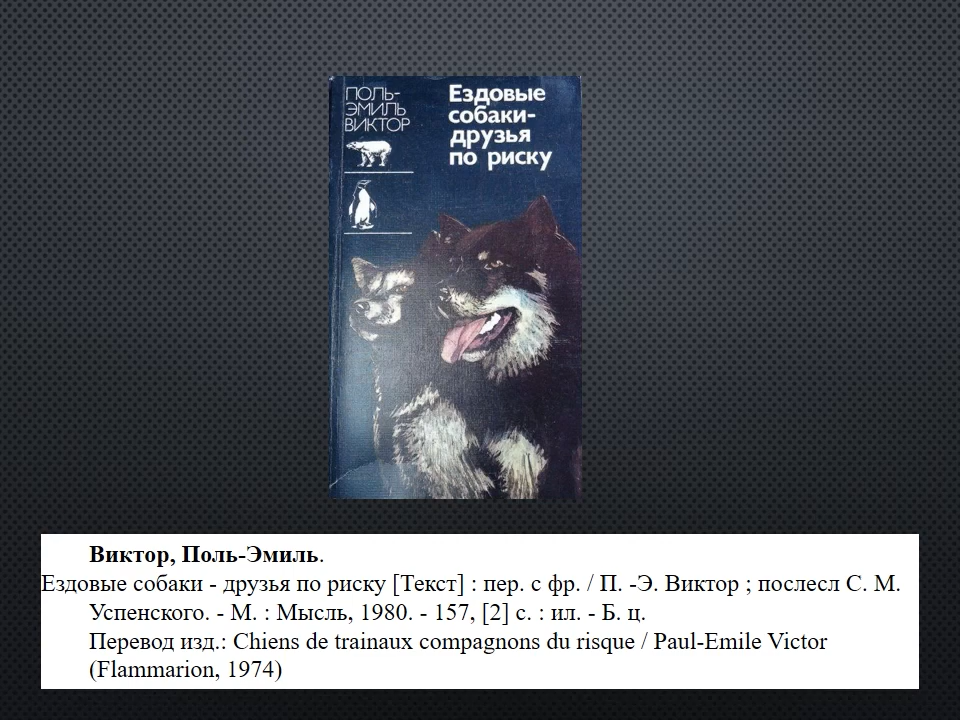 ПОЛЬ-
ЭМИЛЬ
ВИКТОР
Ездовые
собаки-
друзья
по риску
Виктор, Поль-Эмиль.
Ездовые собаки - друзья по риску [Текст] : пер. с фр. / П. -Э. Виктор ; послесл С. М.
Успенского. - М. : Мысль, 1980. - 157, [2] с. : ил. - Б. ц.
Перевод изд.: Chiens de trainaux compagnons du risque / Paul-Emile Victor
(Flammarion, 1974)